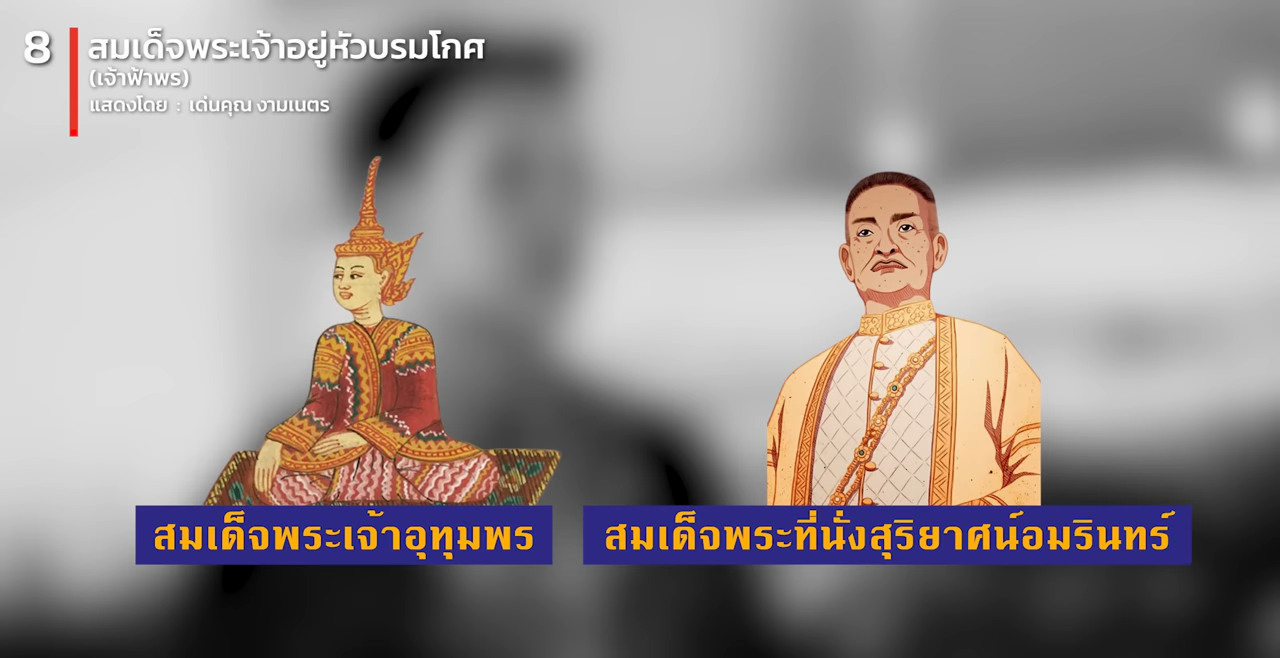 8
สมเด็จพระเจ้าอยู่หัวบรมโกศ
(เจ้าฟ้าพร)
แสดงโดย : เด่นคุณ งามเนตร
สมเด็จพระเจ้าอุทุมพร
สมเด็จพระที่นั่งสุริยาศน์อมรินทร์